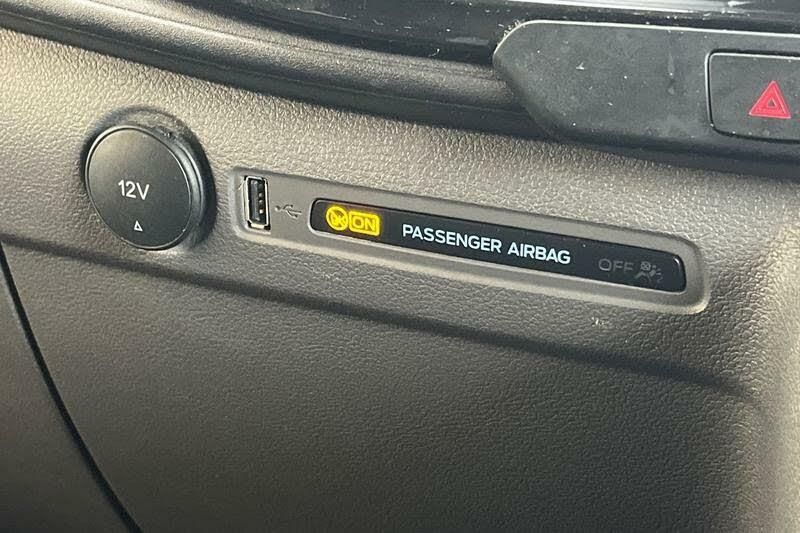 12V
ON PASSENGER AIRBAG OFF